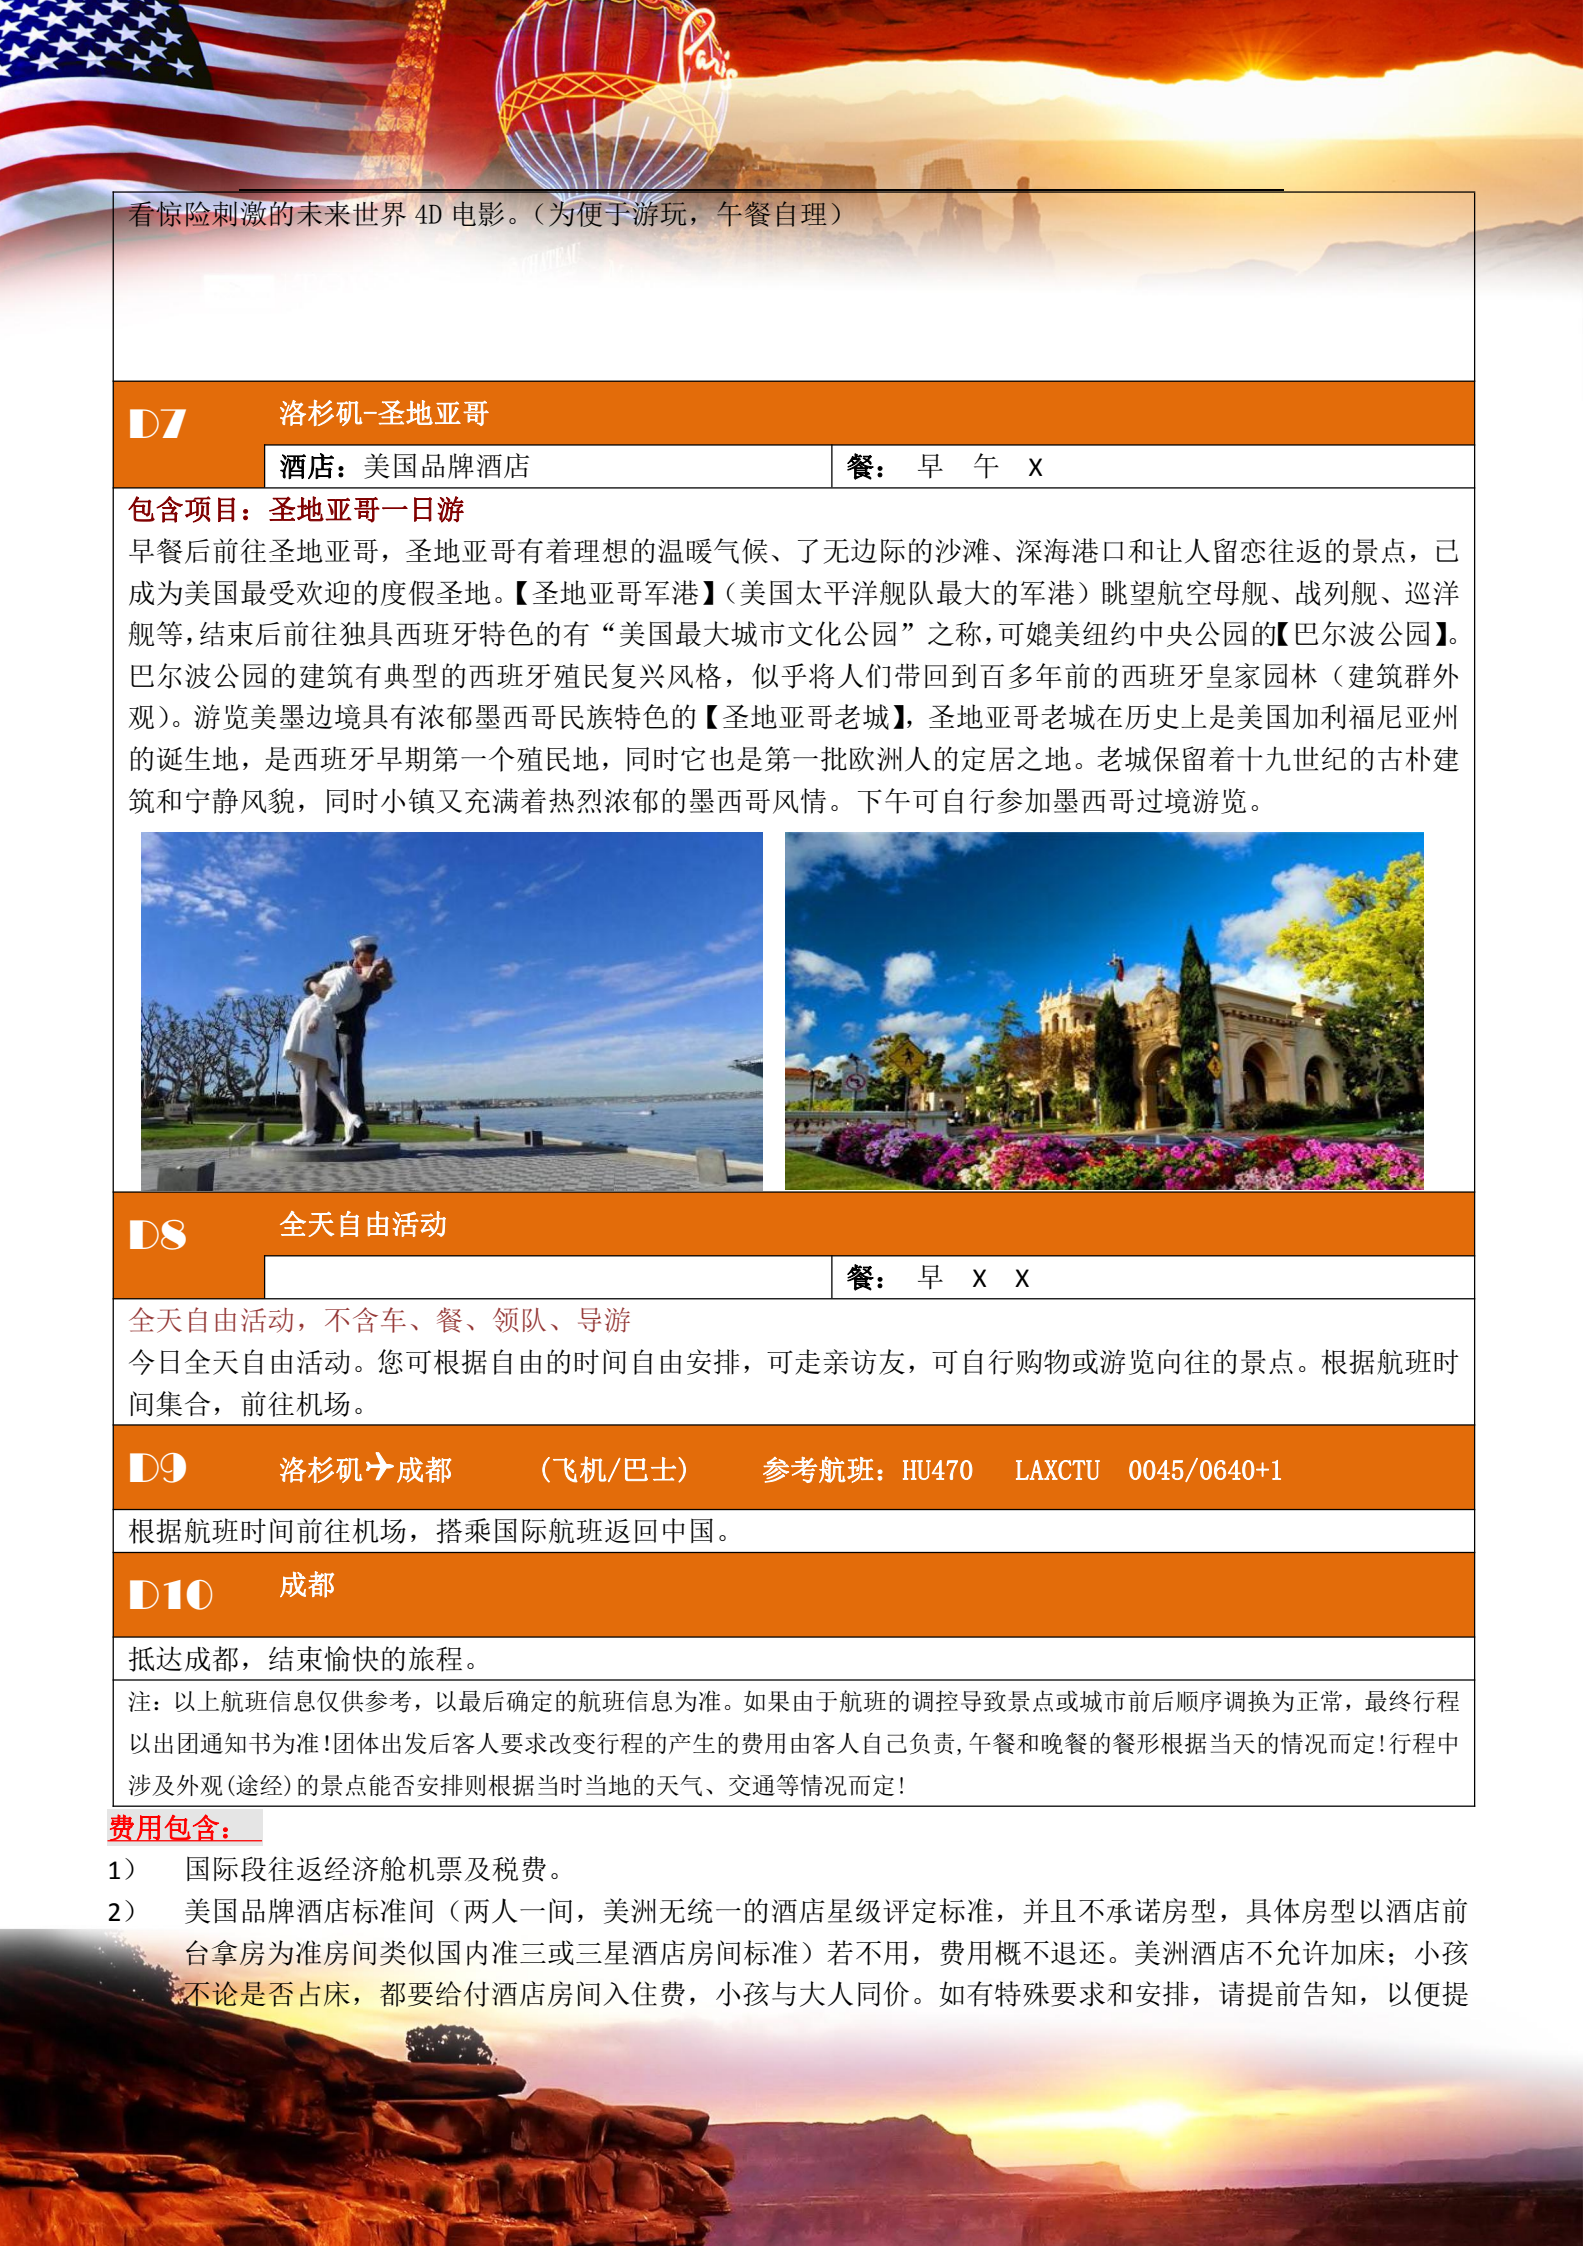 Paris
看惊险刺激的未来世界 4D 电影。（为便于游玩，午餐自理）
D7
洛杉矶-圣地亚哥
酒店：美国品牌酒店
餐： 早 午 X
包含项目：圣地亚哥一日游
早餐后前往圣地亚哥，圣地亚哥有着理想的温暖气候、了无边际的沙滩、深海港口和让人留恋往返的景点，已
成为美国最受欢迎的度假圣地。【圣地亚哥军港】（美国太平洋舰队最大的军港）眺望航空母舰、战列舰、巡洋
舰等，结束后前往独具西班牙特色的有“美国最大城市文化公园”之称，可媲美纽约中央公园的【巴尔波公园】。
巴尔波公园的建筑有典型的西班牙殖民复兴风格，似乎将人们带回到百多年前的西班牙皇家园林（建筑群外
观）。游览美墨边境具有浓郁墨西哥民族特色的【圣地亚哥老城】，圣地亚哥老城在历史上是美国加利福尼亚州
的诞生地，是西班牙早期第一个殖民地，同时它也是第一批欧洲人的定居之地。老城保留着十九世纪的古朴建
筑和宁静风貌，同时小镇又充满着热烈浓郁的墨西哥风情。下午可自行参加墨西哥过境游览。
D8
全天自由活动
餐： 早 X X
全天自由活动，不含车、餐、领队、导游
今日全天自由活动。您可根据自由的时间自由安排，可走亲访友，可自行购物或游览向往的景点。根据航班时
间集合，前往机场。
D9
洛杉矶✈成都 （飞机/巴士） 参考航班：HU470 LAXCTU 0045/0640+1
根据航班时间前往机场，搭乘国际航班返回中国。
D10
成都
抵达成都，结束愉快的旅程。
注：以上航班信息仅供参考，以最后确定的航班信息为准。如果由于航班的调控导致景点或城市前后顺序调换为正常，最终行程
以出团通知书为准!团体出发后客人要求改变行程的产生的费用由客人自己负责,午餐和晚餐的餐形根据当天的情况而定!行程中
涉及外观(途经)的景点能否安排则根据当时当地的天气、交通等情况而定!
费用包含：
1） 国际段往返经济舱机票及税费。
2） 美国品牌酒店标准间（两人一间，美洲无统一的酒店星级评定标准，并且不承诺房型，具体房型以酒店前
台拿房为准房间类似国内准三或三星酒店房间标准）若不用，费用概不退还。美洲酒店不允许加床；小孩
不论是否占床，都要给付酒店房间入住费，小孩与大人同价。如有特殊要求和安排，请提前告知，以便提